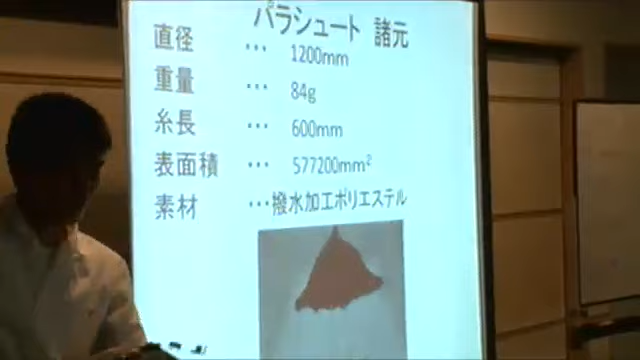 パラシュート 諸元
直径 … 1200mm
重量 … 84g
糸長 … 600mm
表面積 … 577200mm²
素材 …撥水加工ポリエステル